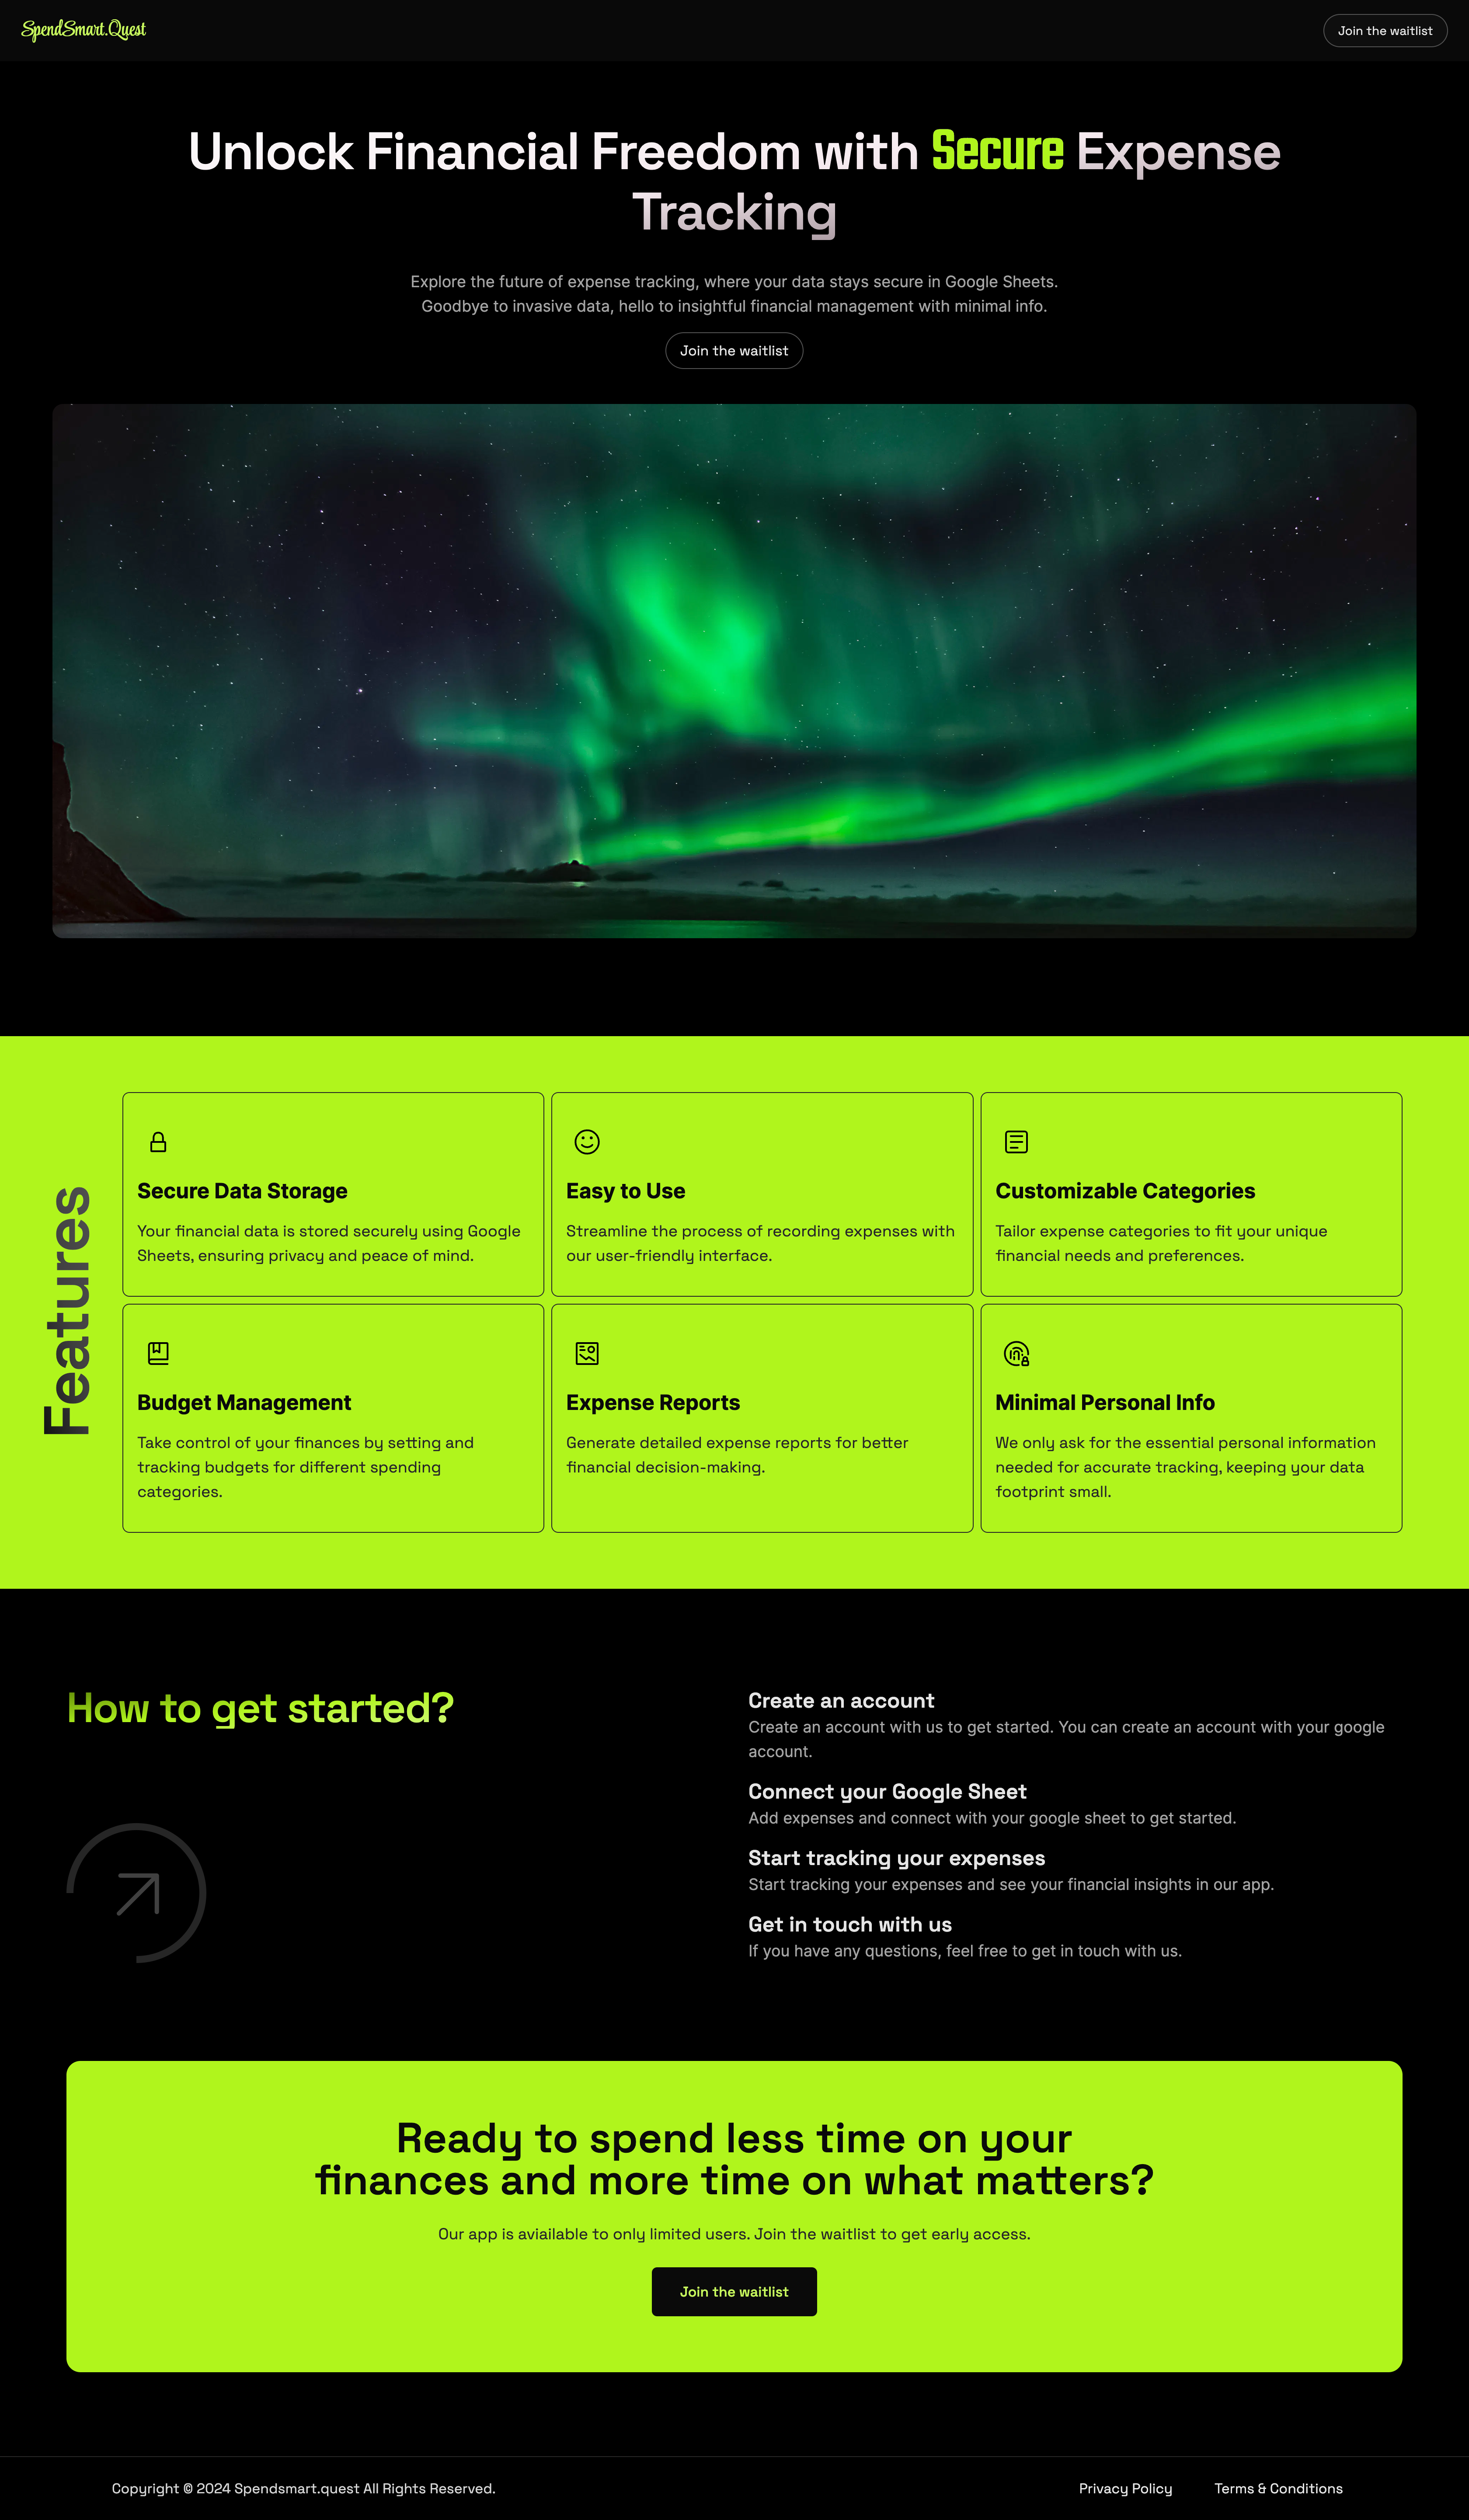 SpendSmart.Quest
Join the waitlist
Unlock Financial Freedom with Secure Expense
Tracking
Explore the future of expense tracking, where your data stays secure in Google Sheets.
Goodbye to invasive data, hello to insightful financial management with minimal info.
Join the waitlist
Features
Secure Data Storage
Your financial data is stored securely using Google
Sheets, ensuring privacy and peace of mind.
Easy to Use
Streamline the process of recording expenses with
our user-friendly interface.
Customizable Categories
Tailor expense categories to fit your unique
financial needs and preferences.
Budget Management
Take control of your finances by setting and
tracking budgets for different spending
categories.
Expense Reports
Generate detailed expense reports for better
financial decision-making.
Minimal Personal Info
We only ask for the essential personal information
needed for accurate tracking, keeping your data
footprint small.
How to get started?
Create an account
Create an account with us to get started. You can create an account with your google
account.
Connect your Google Sheet
Add expenses and connect with your google sheet to get started.
Start tracking your expenses
Start tracking your expenses and see your financial insights in our app.
Get in touch with us
If you have any questions, feel free to get in touch with us.
Ready to spend less time on your
finances and more time on what matters?
Our app is avialable to only limited users. Join the waitlist to get early access.
Join the waitlist
Copyright © 2024 Spendsmart.quest All Rights Reserved.
Privacy Policy
Terms & Conditions